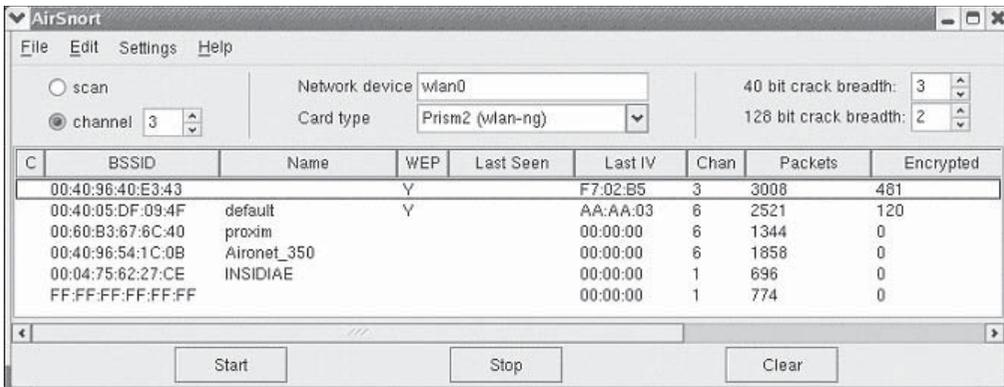 AirSnort
File Edit Settings Help
scan Network device wlan0 40 bit crack breadth: 3
channel 3 Card type Prism2 (wlan-ng) 128 bit crack breadth: 2
C BSSID Name WEP Last Seen Last IV Chan Packets Encrypted
00:40:96:40:E3:43 Y F7:02:B5 3 3008 481
00:40:05:DF:09:4F default Y AA:AA:03 6 2521 120
00:60:B3:67:6C:40 proxim 00:00:00 6 1344 0
00:40:96:54:1C:0B Aironet_350 00:00:00 6 1858 0
00:04:75:62:27:CE INSIDIAE 00:00:00 1 696 0
FF:FF:FF:FF:FF:FF 00:00:00 1 774 0
Start Stop Clear